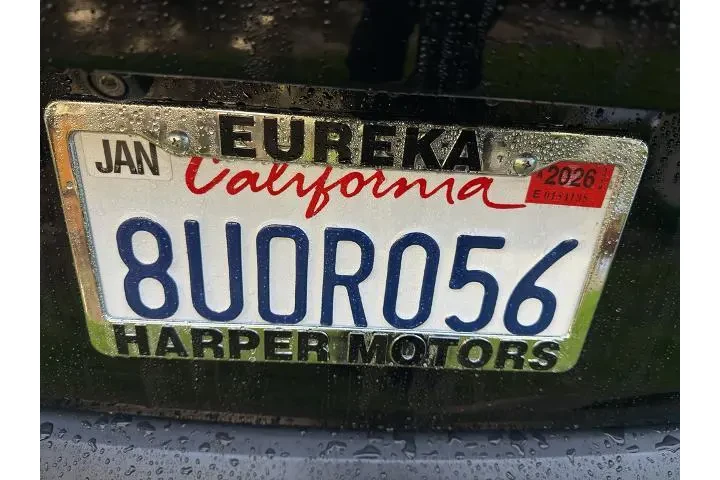 EUREKA
JAN California 2026
8UOR056
HARPER MOTORS